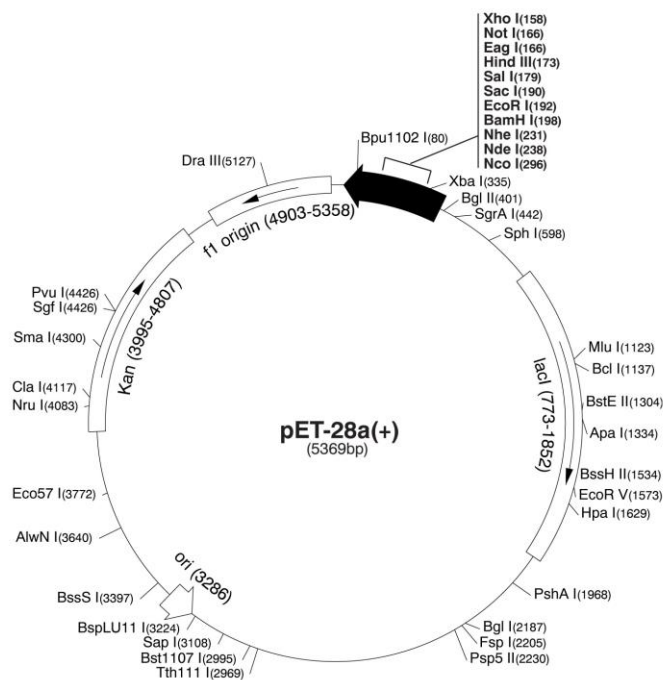 Xho I(158)
Not I(166)
Eag I(166)
Hind III(173)
Sal I(179)
Sac I(190)
EcoR I(192)
BamH I(198)
Nhe I(231)
Nde I(238)
Nco I(296)
Bpu1102 I(80)
Dra III(5127)
Xba I(335)
Bgl II(401)
SgrA I(442)
Sph I(598)
f1 origin (4903-5358)
Pvu I(4426)
Sgf I(4426)
Sma I(4300)
Kan (3995-4807)
Cla I(4117)
Nru I(4083)
lacI (773-1852)
Mlu I(1123)
Bcl I(1137)
BstE II(1304)
Apa I(1334)
pET-28a(+)
(5369bp)
BssH II(1534)
EcoR V(1573)
Hpa I(1629)
Eco57 I(3772)
AlwN I(3640)
ori (3286)
BssS I(3397)
PshA I(1968)
BspLU11 I(3224)
Sap I(3108)
Bst1107 I(2995)
Tth111 I(2969)
Bgl I(2187)
Fsp I(2205)
Psp5 II(2230)